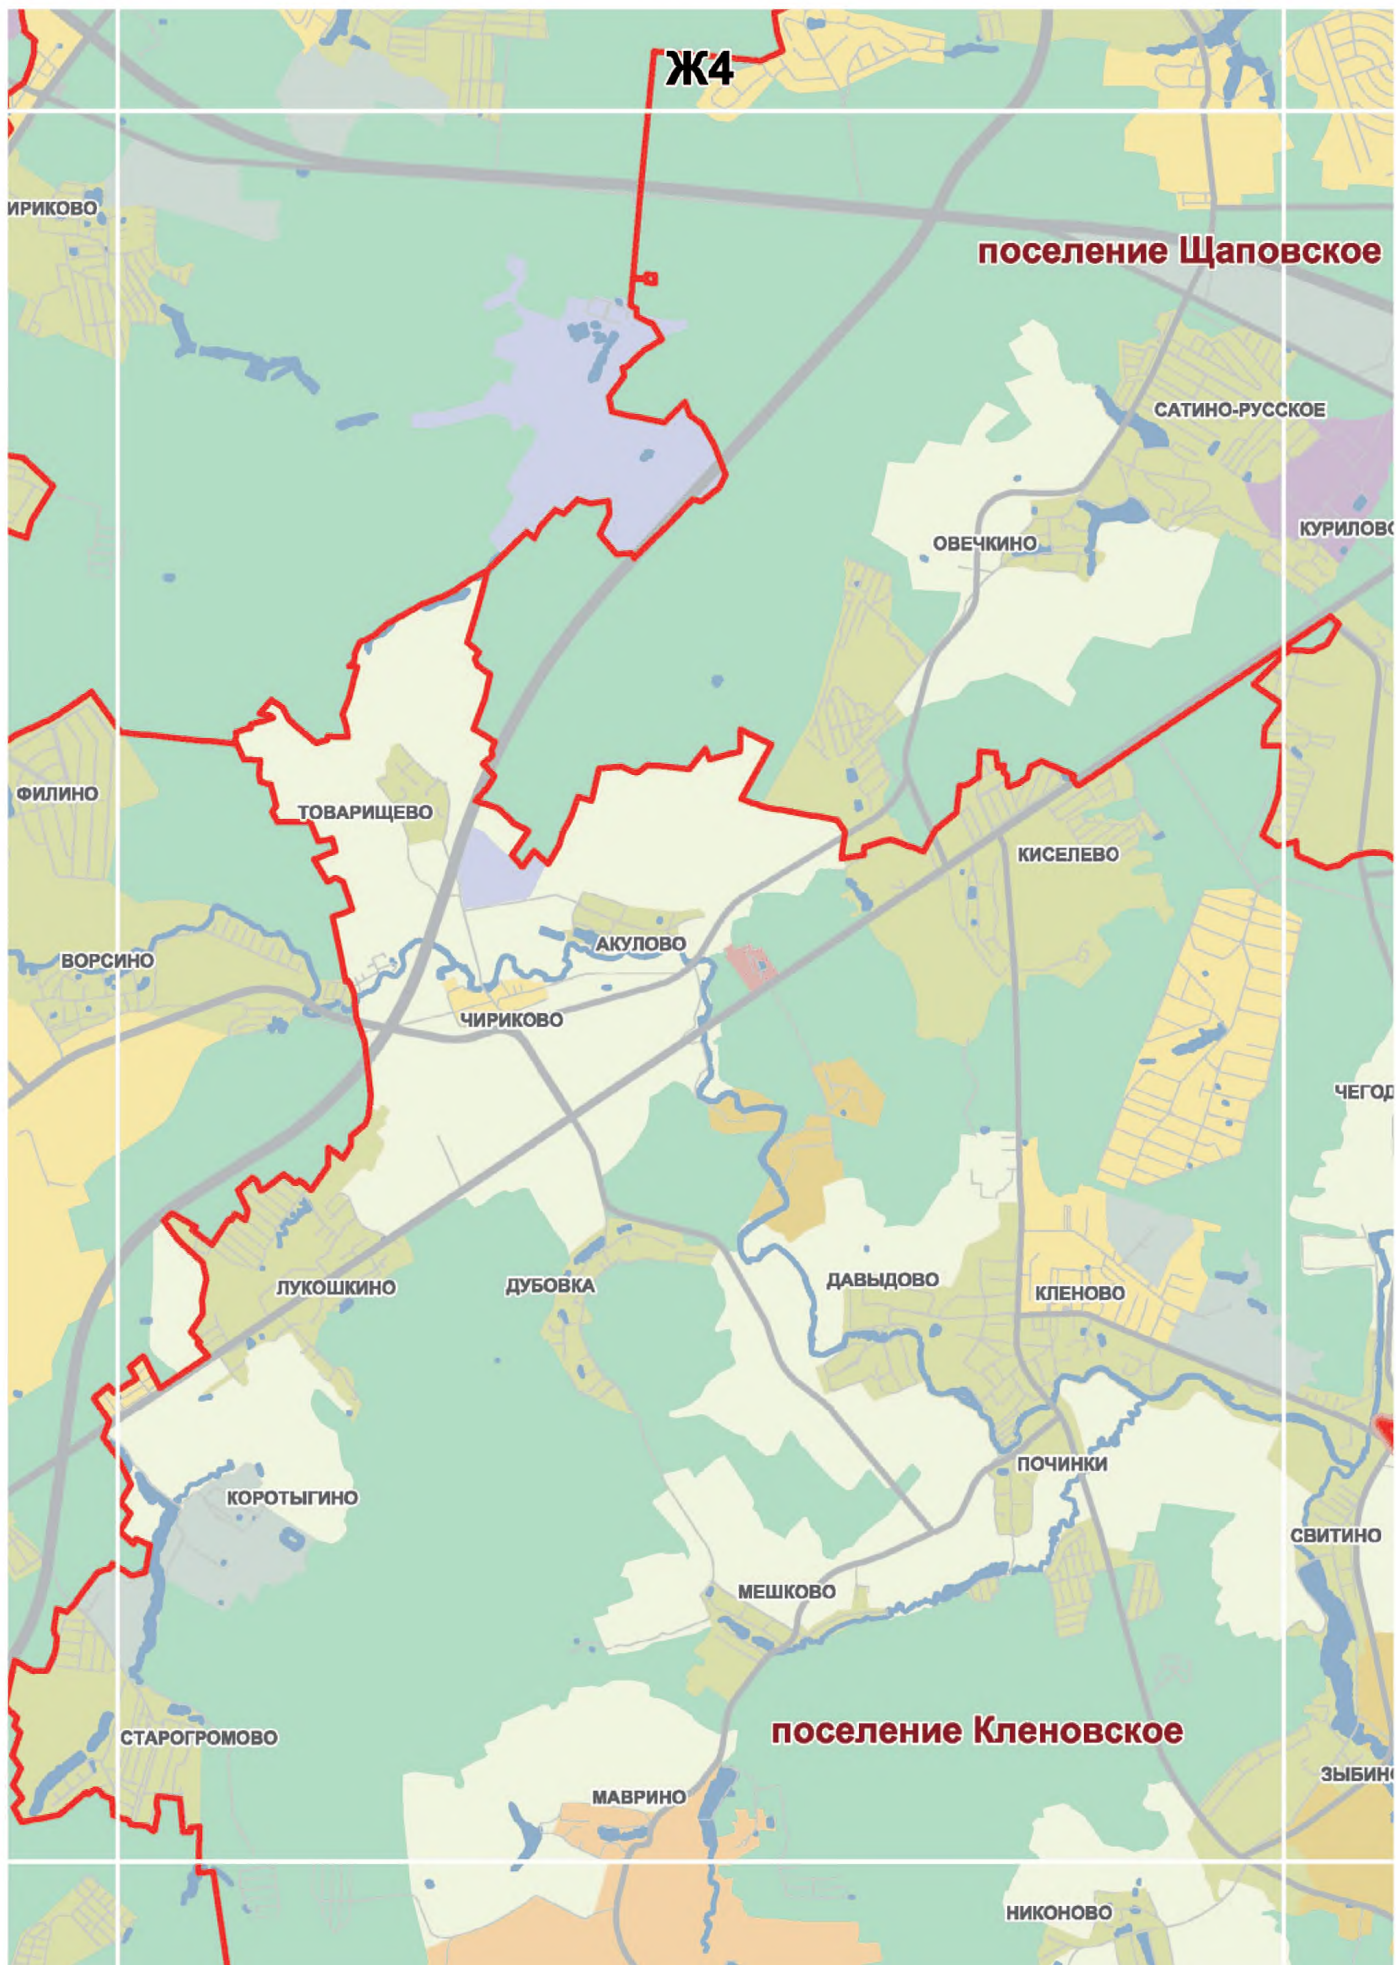 Ж4
ИРИКОВО
поселение Щаповское
САТИНО-РУССКОЕ
КУРИЛОВО
ОВЕЧКИНО
ФИЛИНО
ТОВАРИЩЕВО
КИСЕЛЕВО
АКУЛОВО
ВОРСИНО
ЧИРИКОВО
ЧЕГОД
ДАВЫДОВО
ЛУКОШКИНО
ДУБОВКА
КЛЕНОВО
ПОЧИНКИ
КОРОТЫГИНО
СВИТИНО
МЕШКОВО
поселение Кленовское
СТАРОГРОМОВО
ЗЫБИН
МАВРИНО
НИКОНОВО